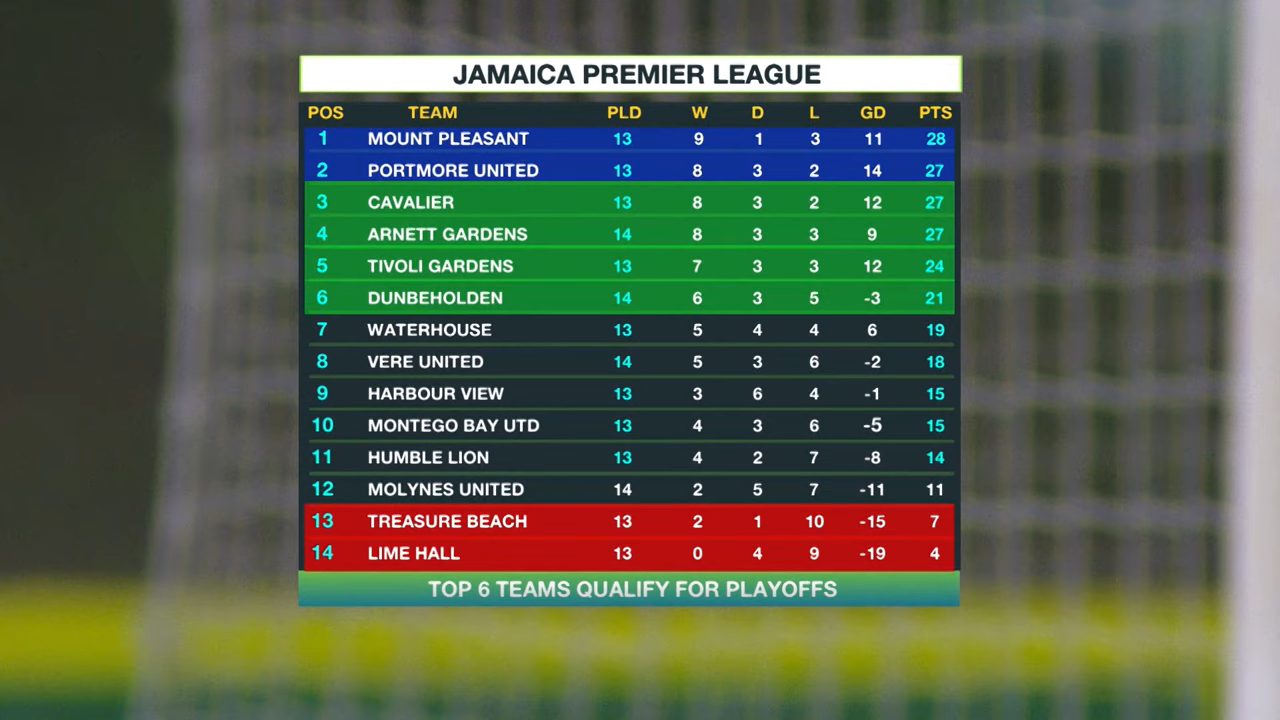 JAMAICA PREMIER LEAGUE
POS TEAM PLD W D L GD PTS
1 MOUNT PLEASANT 13 9 1 3 11 28
2 PORTMORE UNITED 13 8 3 2 14 27
3 CAVALIER 13 8 3 2 12 27
4 ARNETT GARDENS 14 8 3 3 9 27
5 TIVOLI GARDENS 13 7 3 3 12 24
6 DUNBEHOLDEN 14 6 3 5 -3 21
7 WATERHOUSE 13 5 4 4 6 19
8 VERE UNITED 14 5 3 6 -2 18
9 HARBOUR VIEW 13 3 6 4 -1 15
10 MONTEGO BAY UTD 13 4 3 6 -5 15
11 HUMBLE LION 13 4 2 7 -8 14
12 MOLYNES UNITED 14 2 5 7 -11 11
13 TREASURE BEACH 13 2 1 10 -15 7
14 LIME HALL 13 0 4 9 -19 4
TOP 6 TEAMS QUALIFY FOR PLAYOFFS